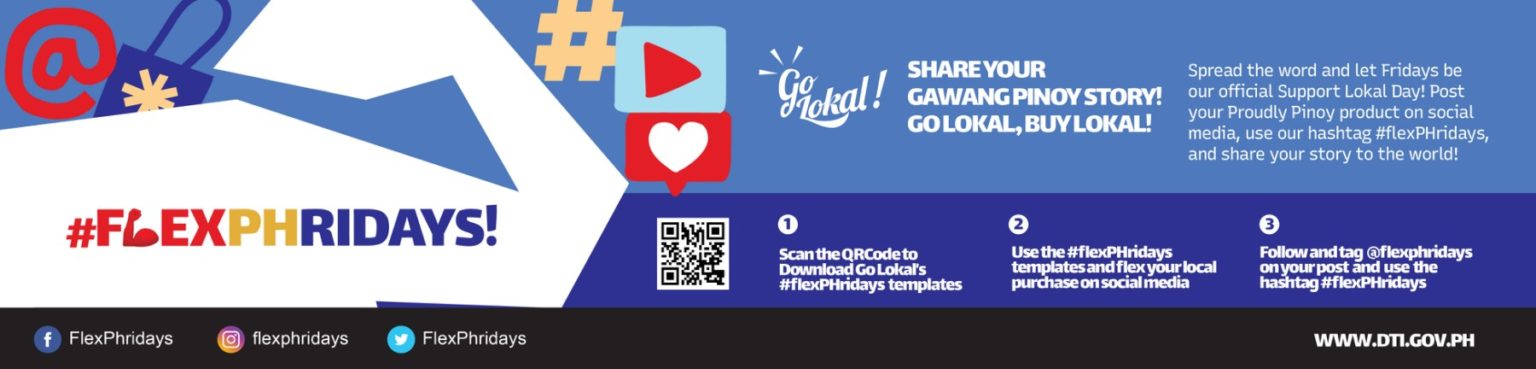 @
#
#FLEXPHRIDAYS!
Go
Lokal!
SHARE YOUR
GAWANG PINOY STORY!
GO LOKAL, BUY LOKAL!
Spread the word and let Fridays be
our official Support Lokal Day! Post
your Proudly Pinoy product on social
media, use our hashtag #flexPHridays,
and share your story to the world!
1
Scan the QRCode to
Download Go Lokal's
#flexPHridays templates
2
Use the #flexPHridays
templates and flex your local
purchase on social media
3
Follow and tag @flexphridays
on your post and use the
hashtag #flexPHridays
FlexPHridays
flexphridays
FlexPHridays
WWW.DTI.GOV.PH